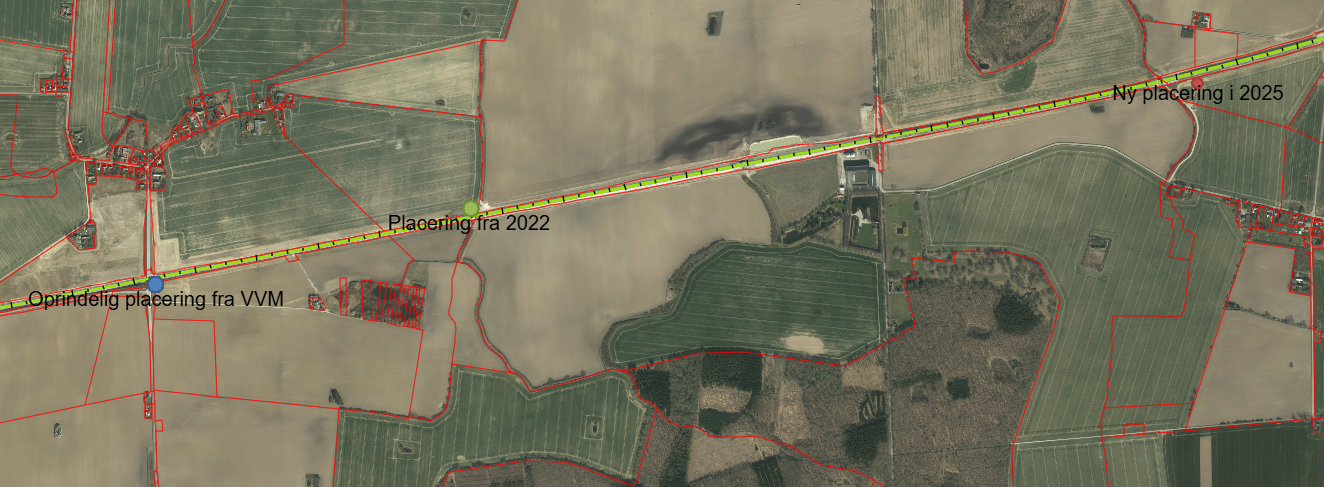 Ny placering i 2025
Placering fra 2022
Oprindelig placering fra VVM